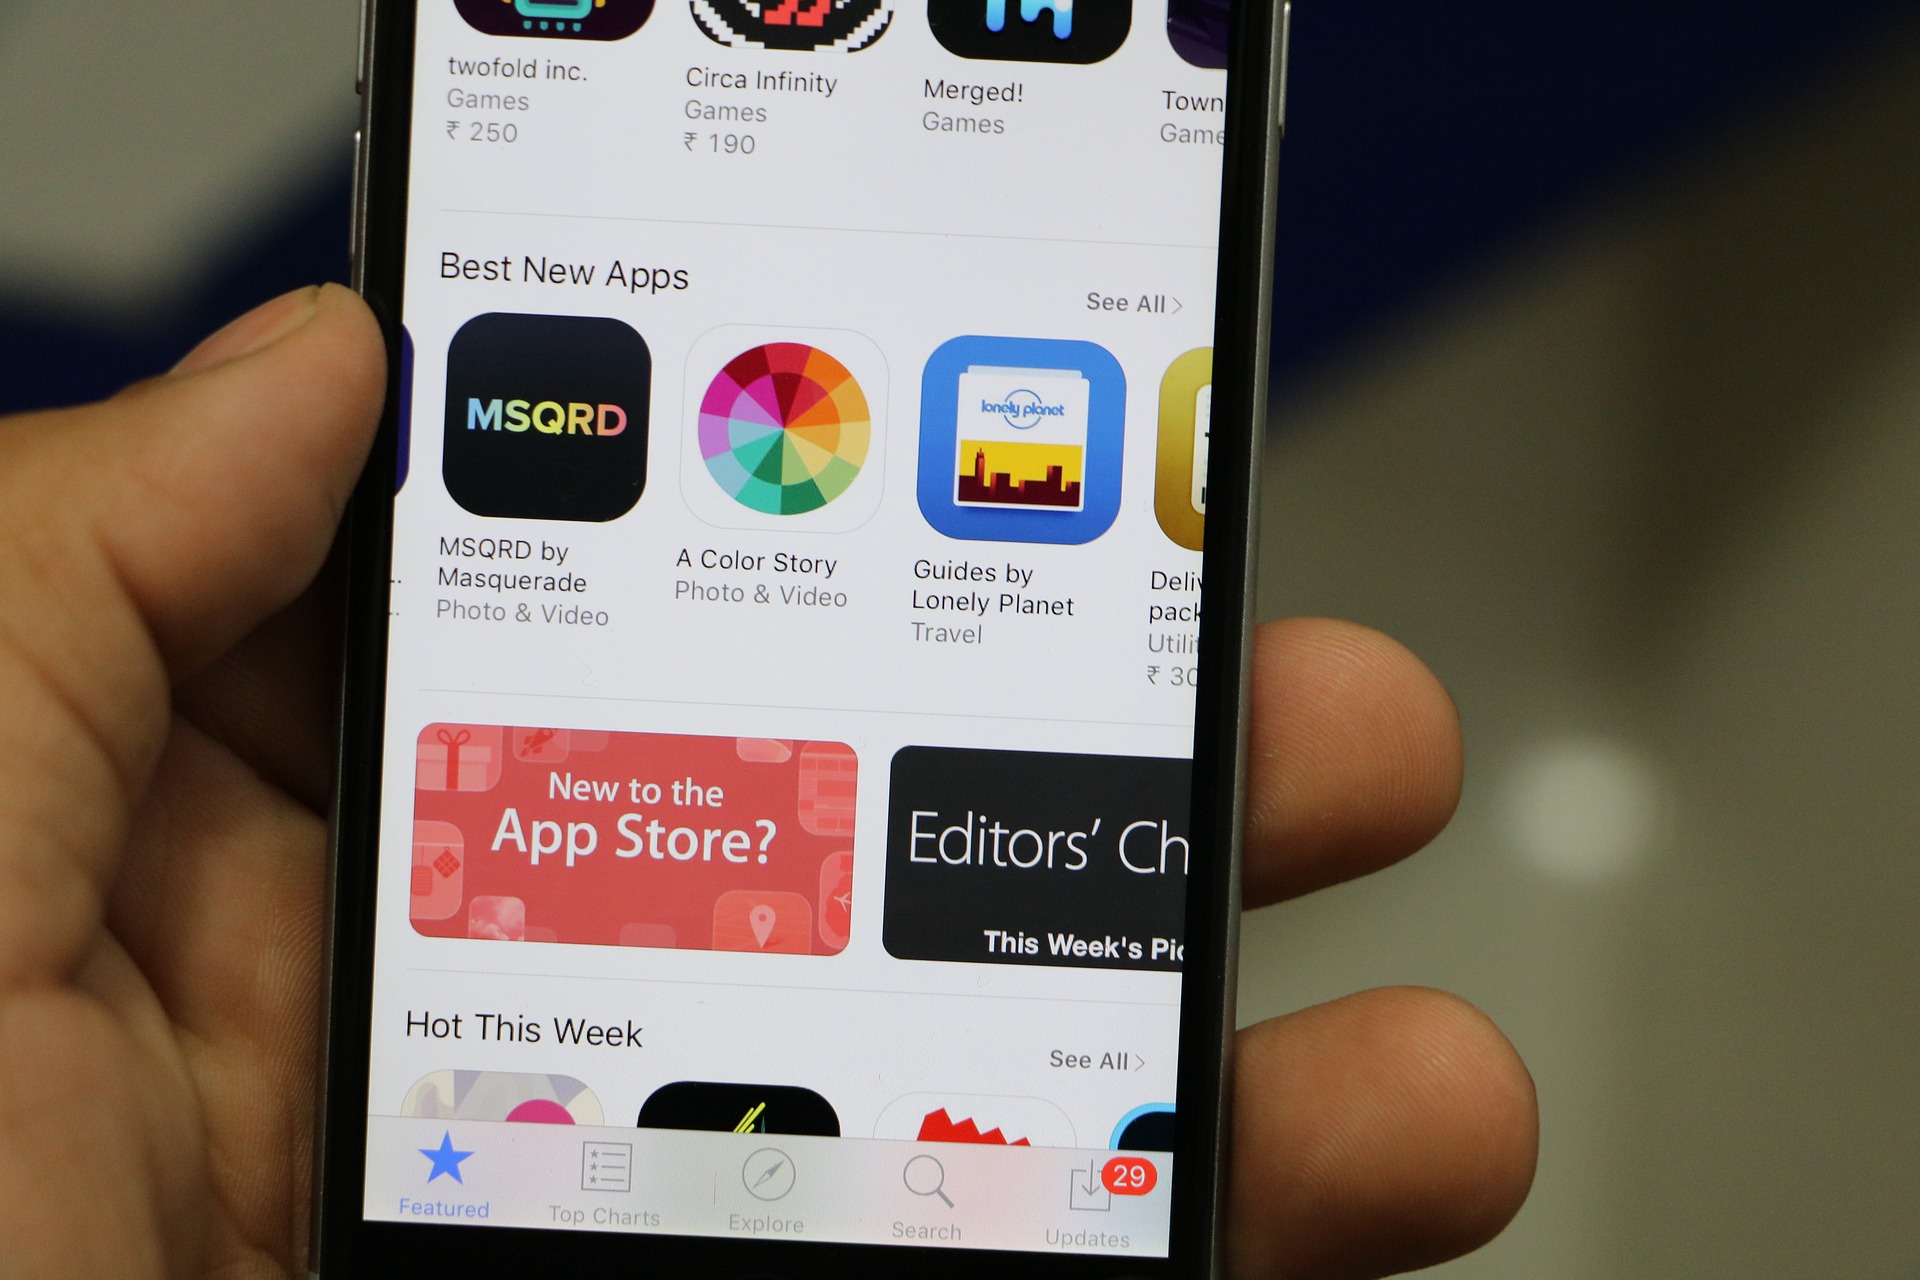 twofold inc.
Games
₹ 250
Circa Infinity
Games
₹ 190
Merged!
Games
Town
Game
Best New Apps
See All >
MSQRD
lonely planet
MSQRD by
Masquerade
Photo & Video
A Color Story
Photo & Video
Guides by
Lonely Planet
Travel
Deliv
pack
Utilit
₹ 30
New to the
App Store?
Editors' Ch
This Week's Pic
Hot This Week
See All >
Featured
Top Charts
Explore
Search
29
Updates